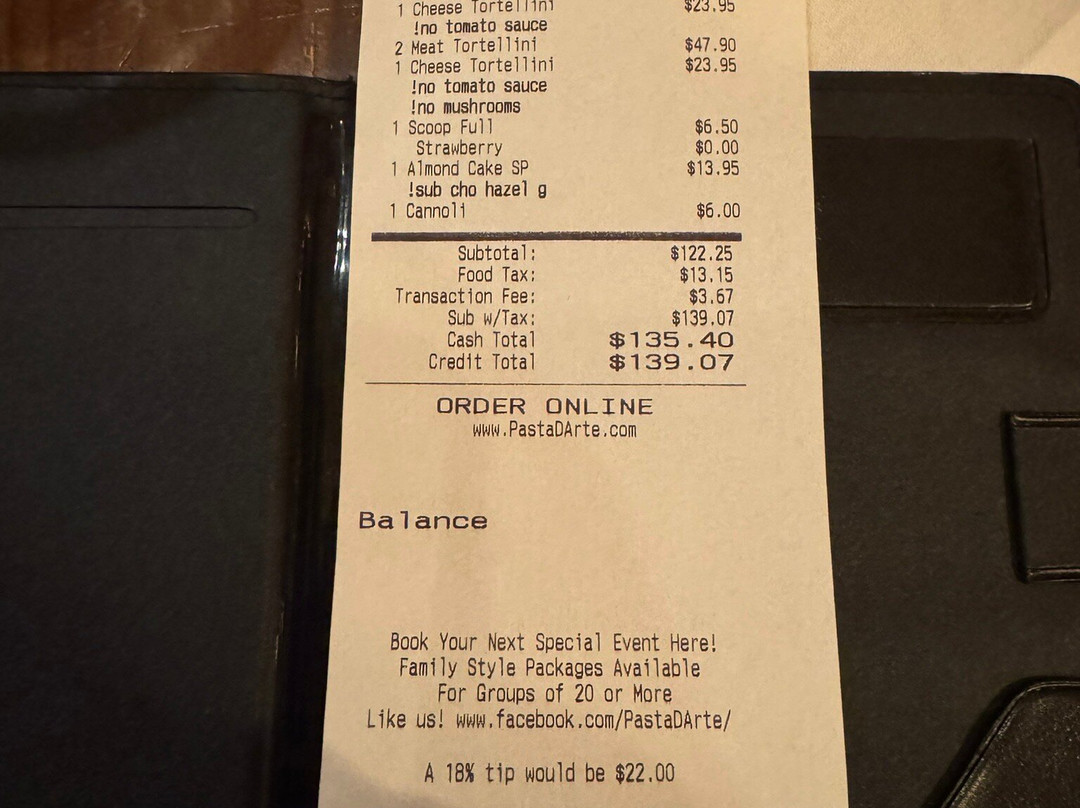 1 Cheese Tortellini $23.95
!no tomato sauce
2 Meat Tortellini $47.90
1 Cheese Tortellini $23.95
!no tomato sauce
!no mushrooms
1 Scoop Full $6.50
Strawberry $0.00
1 Almond Cake SP $13.95
!sub cho hazel g
1 Cannoli $6.00
Subtotal: $122.25
Food Tax: $13.15
Transaction Fee: $3.67
Sub w/Tax: $139.07
Cash Total $135.40
Credit Total $139.07
ORDER ONLINE
www.PastaDArte.com
Balance
Book Your Next Special Event Here!
Family Style Packages Available
For Groups of 20 or More
Like us! www.facebook.com/PastaDArte/
A 18% tip would be $22.00